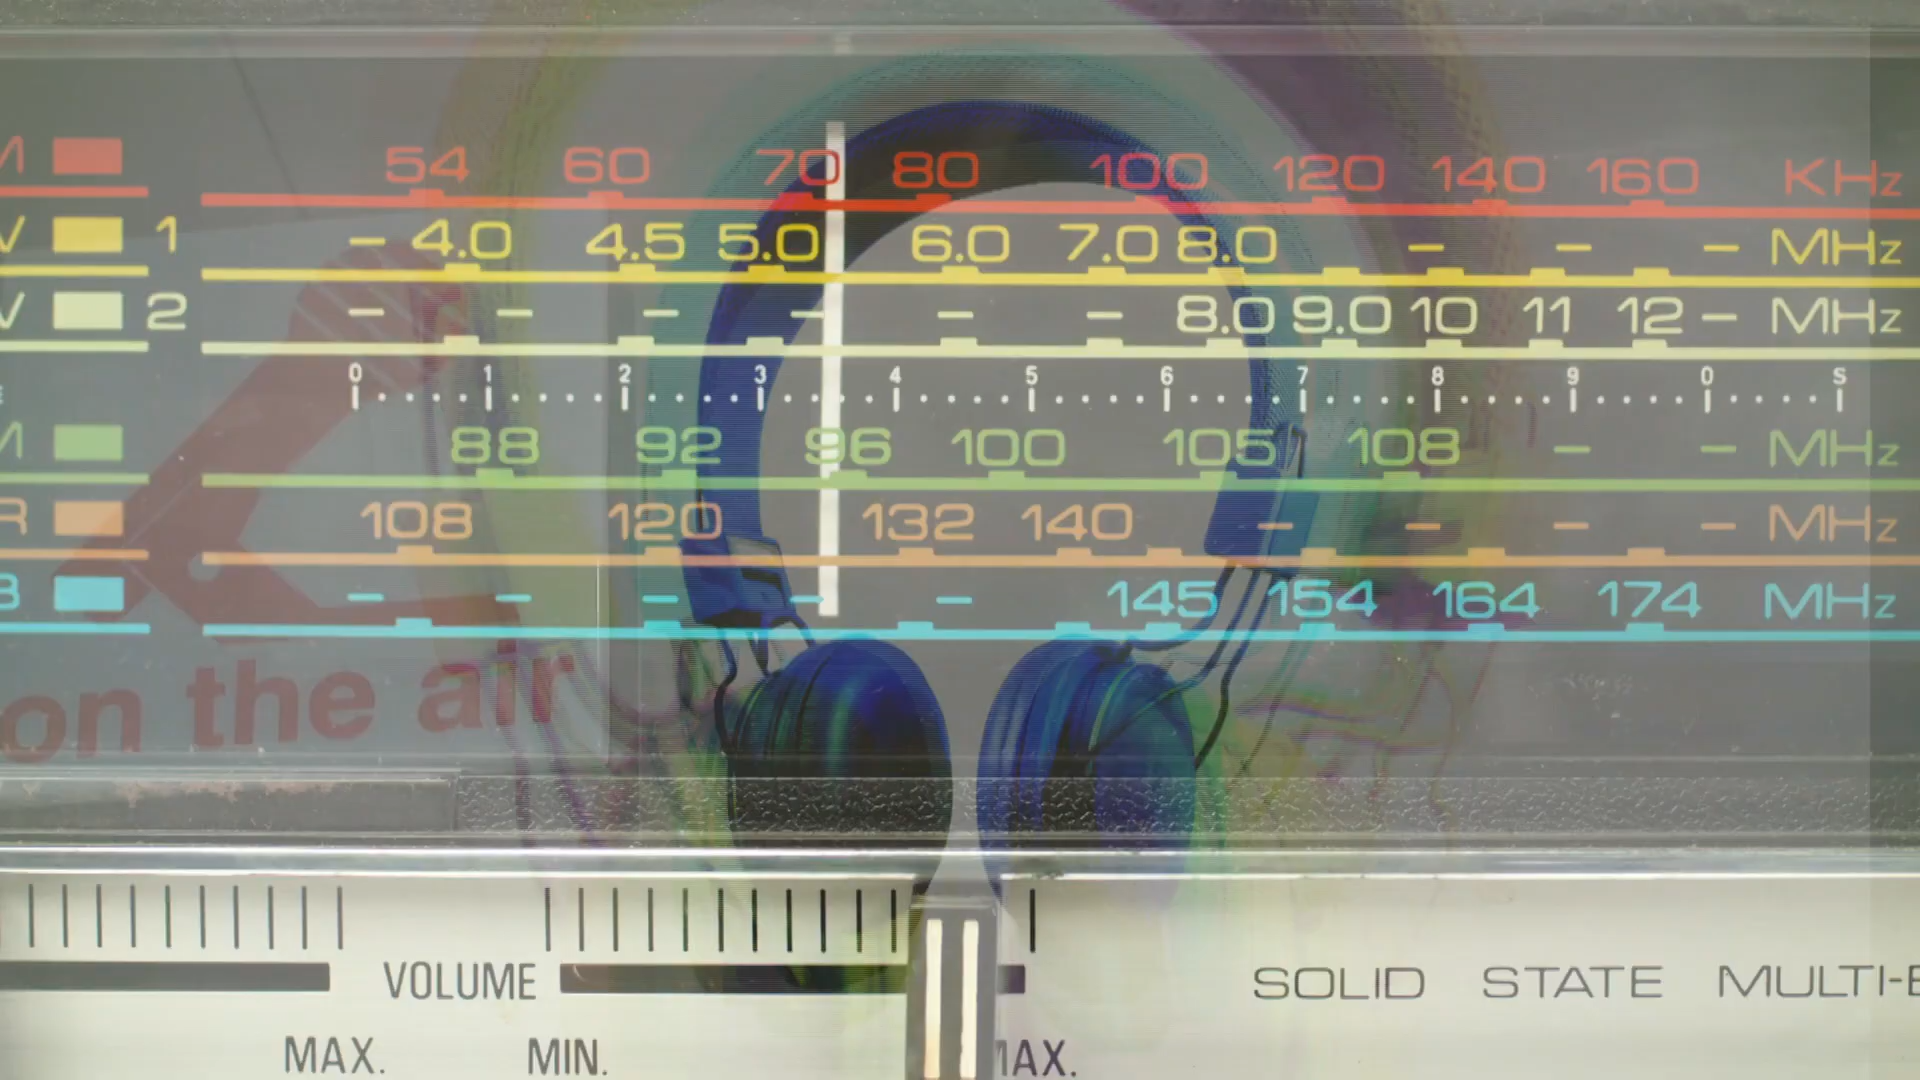 M 54 60 70 80 100 120 140 160 KHz
1 – 4.0 4.5 5.0 6.0 7.0 8.0 – – – MHz
2 – – – – – – 8.0 9.0 10 11 12 – MHz
0 1 2 3 4 5 6 7 8 9 0 S
M 88 92 96 100 105 108 – – MHz
R 108 120 132 140 – – – – MHz
B – – – – – 145 154 164 174 MHz
on the air
VOLUME
SOLID STATE MULTI-B
MAX. MIN. MAX.